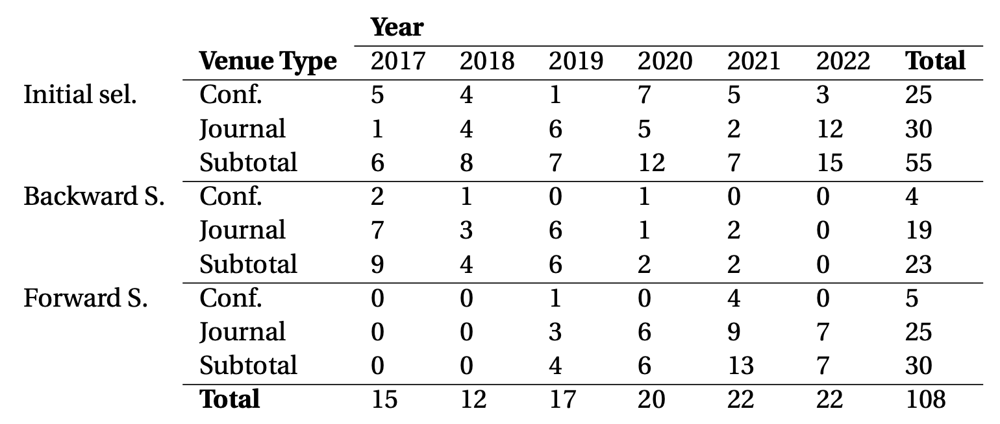 Year
Venue Type 2017 2018 2019 2020 2021 2022 Total
Initial sel. Conf. 5 4 1 7 5 3 25
Journal 1 4 6 5 2 12 30
Subtotal 6 8 7 12 7 15 55
Backward S. Conf. 2 1 0 1 0 0 4
Journal 7 3 6 1 2 0 19
Subtotal 9 4 6 2 2 0 23
Forward S. Conf. 0 0 1 0 4 0 5
Journal 0 0 3 6 9 7 25
Subtotal 0 0 4 6 13 7 30
Total 15 12 17 20 22 22 108